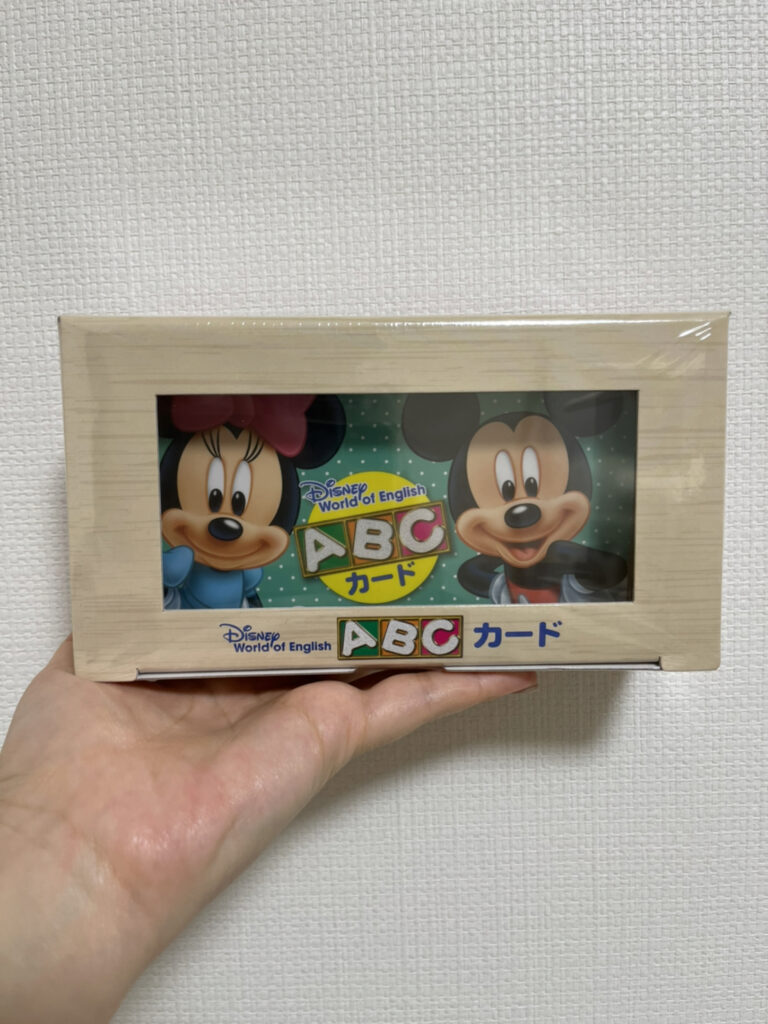 Disney
World of English
ABC
カード
Disney
World of English
ABC カード